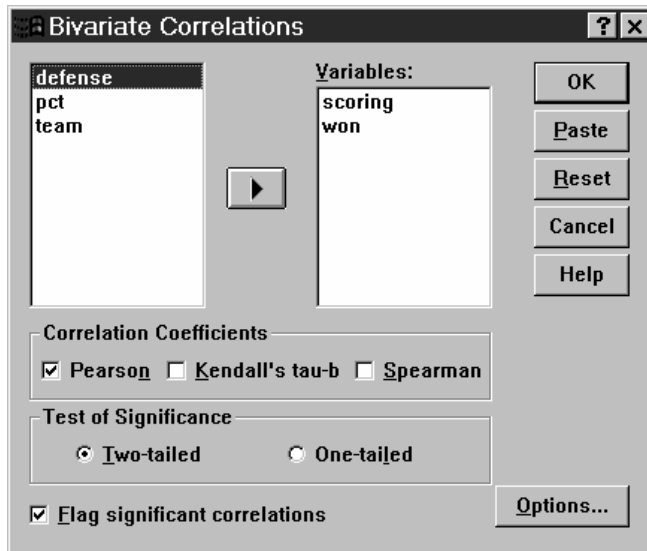 Bivariate Correlations
defense
pct
team
Variables:
scoring
won
OK
Paste
Reset
Cancel
Help
Correlation Coefficients
Pearson Kendall's tau-b Spearman
Test of Significance
Two-tailed One-tailed
Flag significant correlations
Options...